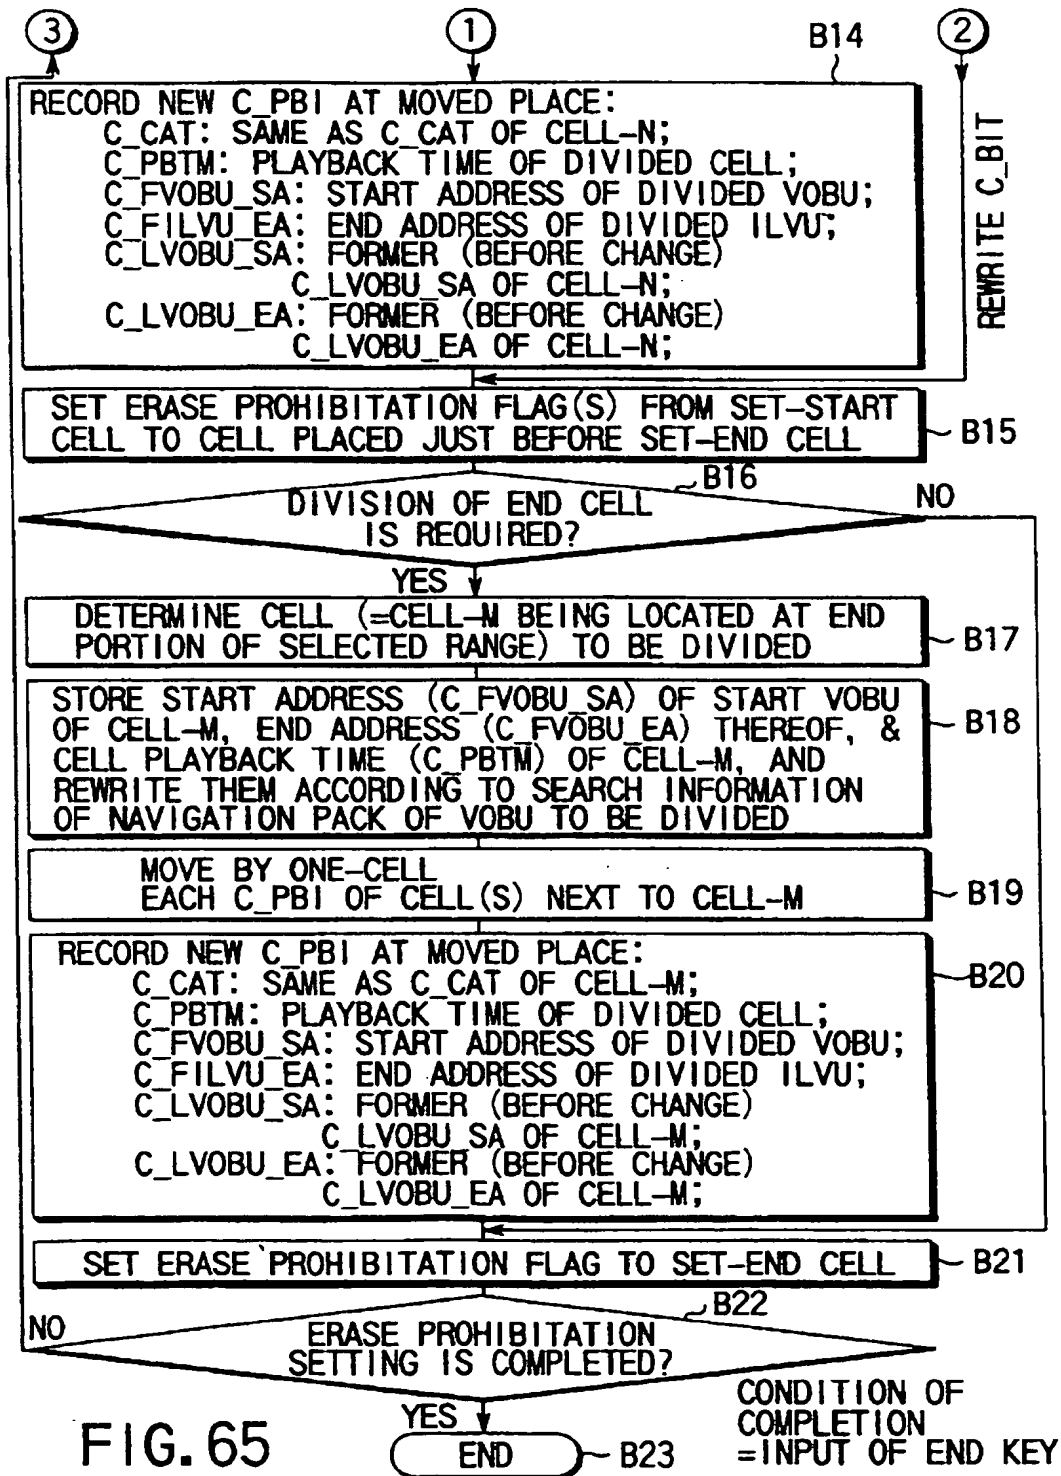 3
1
B14
2
RECORD NEW C_PBI AT MOVED PLACE:
C_CAT: SAME AS C_CAT OF CELL-N;
C_PBTM: PLAYBACK TIME OF DIVIDED CELL;
C_FVOBU_SA: START ADDRESS OF DIVIDED VOBU;
C_FILVU_EA: END ADDRESS OF DIVIDED ILVU;
C_LVOBU_SA: FORMER (BEFORE CHANGE)
C_LVOBU_SA OF CELL-N;
C_LVOBU_EA: FORMER (BEFORE CHANGE)
C_LVOBU_EA OF CELL-N;
REWRITE C_BIT
SET ERASE PROHIBITATION FLAG(S) FROM SET-START
CELL TO CELL PLACED JUST BEFORE SET-END CELL
B15
B16
DIVISION OF END CELL
IS REQUIRED?
NO
YES
DETERMINE CELL (=CELL-M BEING LOCATED AT END
PORTION OF SELECTED RANGE) TO BE DIVIDED
B17
STORE START ADDRESS (C_FVOBU_SA) OF START VOBU
OF CELL-M, END ADDRESS (C_FVOBU_EA) THEREOF, &
CELL PLAYBACK TIME (C_PBTM) OF CELL-M, AND
REWRITE THEM ACCORDING TO SEARCH INFORMATION
OF NAVIGATION PACK OF VOBU TO BE DIVIDED
B18
MOVE BY ONE-CELL
EACH C_PBI OF CELL(S) NEXT TO CELL-M
B19
RECORD NEW C_PBI AT MOVED PLACE:
C_CAT: SAME AS C_CAT OF CELL-M;
C_PBTM: PLAYBACK TIME OF DIVIDED CELL;
C_FVOBU_SA: START ADDRESS OF DIVIDED VOBU;
C_FILVU_EA: END ADDRESS OF DIVIDED ILVU;
C_LVOBU_SA: FORMER (BEFORE CHANGE)
C_LVOBU_SA OF CELL-M;
C_LVOBU_EA: FORMER (BEFORE CHANGE)
C_LVOBU_EA OF CELL-M;
B20
SET ERASE PROHIBITATION FLAG TO SET-END CELL
B21
B22
NO
ERASE PROHIBITATION
SETTING IS COMPLETED?
YES
END
B23
CONDITION OF
COMPLETION
=INPUT OF END KEY
FIG. 65